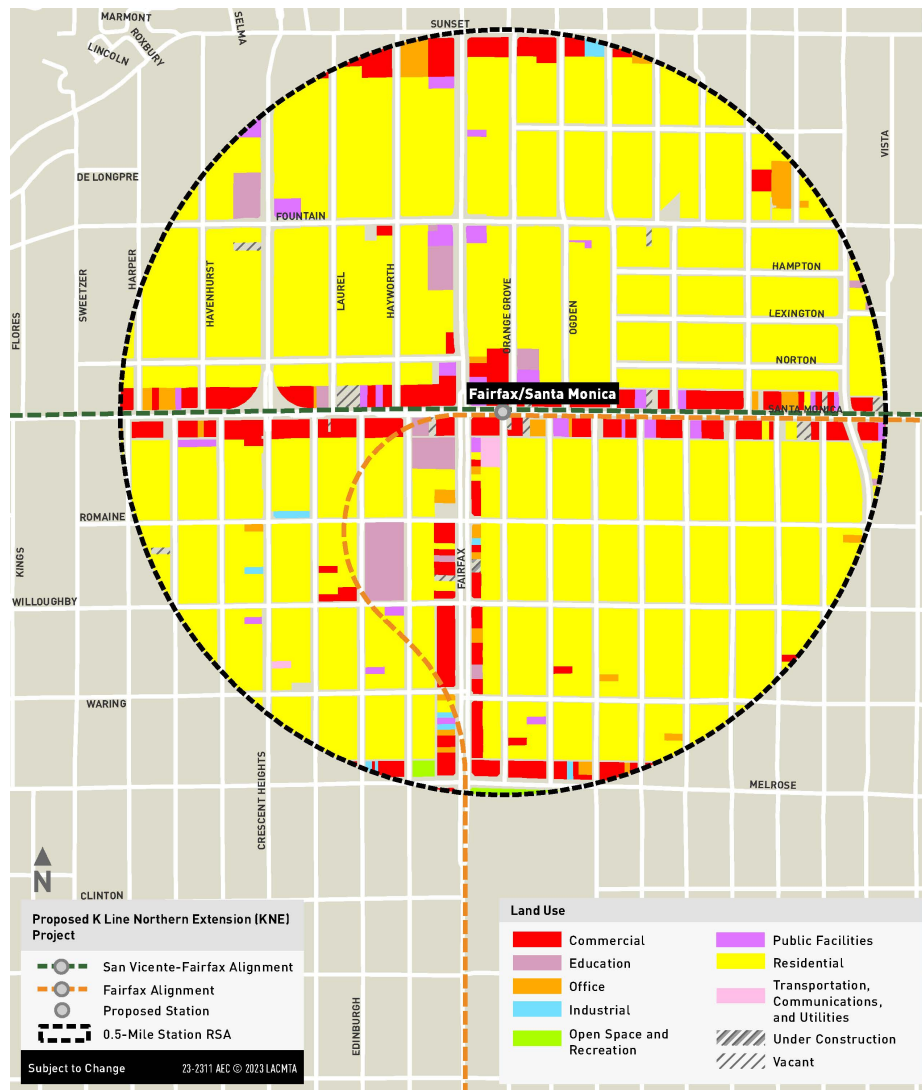 MARMONT
SELMA
SUNSET
ROXBURY
LINCOLN
VISTA
DE LONGPRE
FOUNTAIN
HARPER
SWEETZER
HAVENHURST
LAUREL
HAYWORTH
ORANGE GROVE
OGDEN
HAMPTON
LEXINGTON
FLORES
NORTON
Fairfax/Santa Monica
SANTA MONICA
ROMAINE
KINGS
FAIRFAX
WILLOUGHBY
WARING
CRESCENT HEIGHTS
MELROSE
N
CLINTON
EDINBURGH
Proposed K Line Northern Extension (KNE)
Project
San Vicente-Fairfax Alignment
Fairfax Alignment
Proposed Station
0.5-Mile Station RSA
Subject to Change
23-2311 AEC © 2023 LACMTA
Land Use
Commercial
Education
Office
Industrial
Open Space and
Recreation
Public Facilities
Residential
Transportation,
Communications,
and Utilities
Under Construction
Vacant